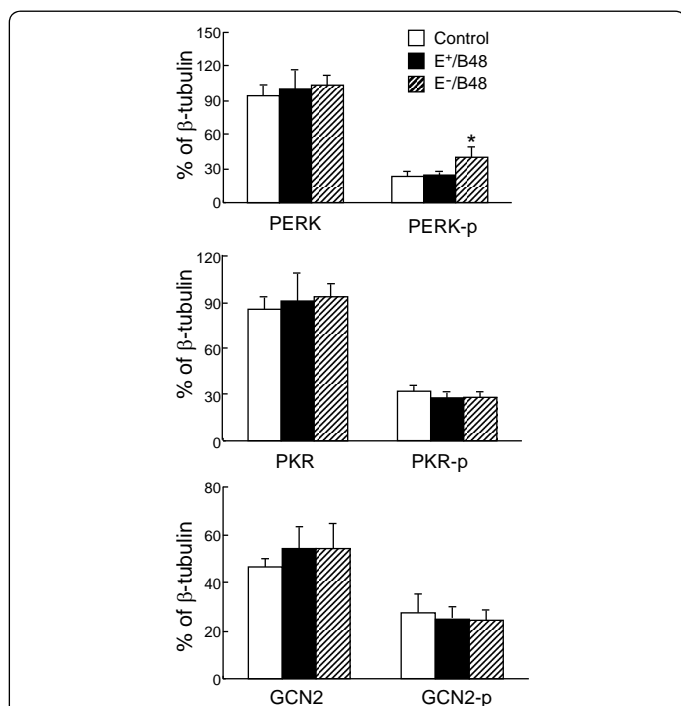 150
120
90
60
30
0
% of β-tubulin
Control
E⁺/B48
E⁻/B48
*
PERK PERK-p
120
90
60
30
0
% of β-tubulin
PKR PKR-p
80
60
40
20
0
% of β-tubulin
GCN2 GCN2-p